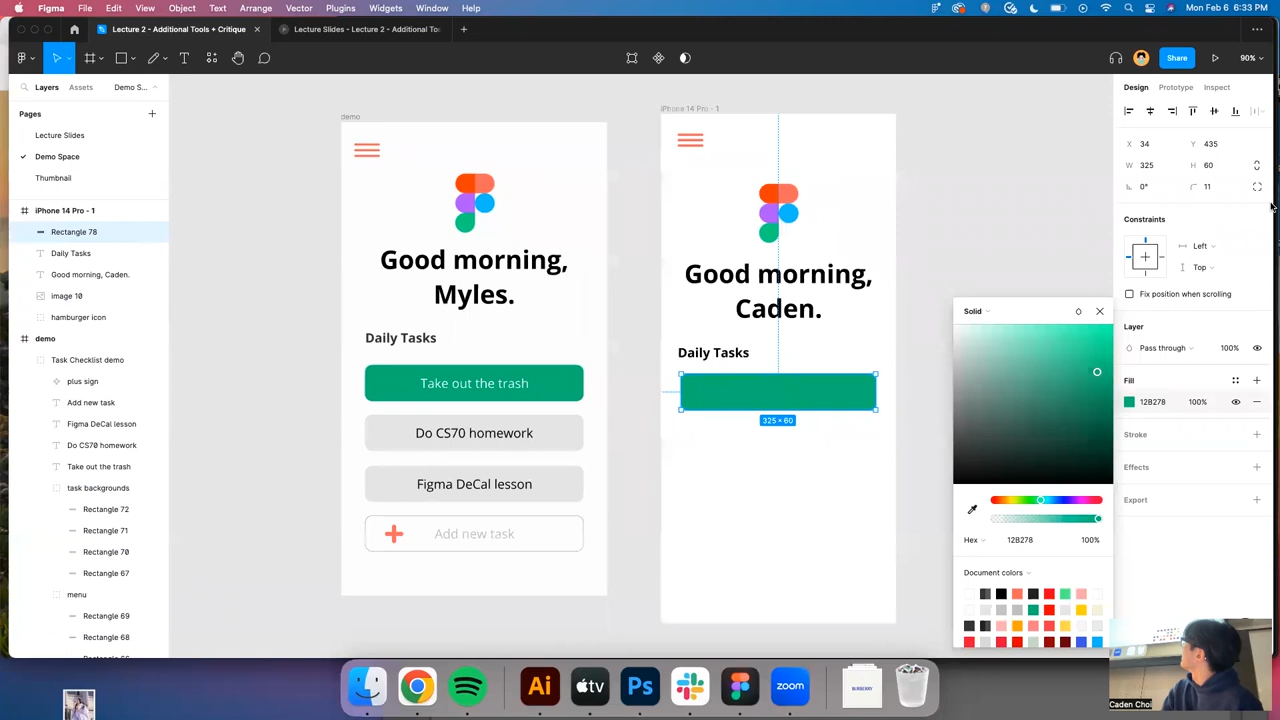 Figma File Edit View Object Text Arrange Vector Plugins Widgets Window Help Mon Feb 6 6:33 PM
Lecture 2 - Additional Tools + Critique
Lecture Slides - Lecture 2 - Additional To
Share
90%
Layers Assets Demo S...
Pages
Lecture Slides
Demo Space
Thumbnail
iPhone 14 Pro - 1
Rectangle 78
Daily Tasks
Good morning, Caden.
image 10
hamburger icon
demo
Task Checklist demo
plus sign
Add new task
Figma DeCal lesson
Do CS70 homework
Take out the trash
task backgrounds
Rectangle 72
Rectangle 71
Rectangle 70
Rectangle 67
menu
Rectangle 69
Rectangle 68
demo
Good morning,
Myles.
Daily Tasks
Take out the trash
Do CS70 homework
Figma DeCal lesson
Add new task
iPhone 14 Pro - 1
Good morning,
Caden.
Daily Tasks
325 × 60
Solid
Hex 12B278 100%
Document colors
Design Prototype Inspect
X 34 Y 435
W 325 H 60
0° 11
Constraints
Left
Top
Fix position when scrolling
Layer
Pass through 100%
Fill
12B278 100%
Stroke
Effects
Export
Ai
tv
Ps
zoom
BURBERRY
Caden Choi